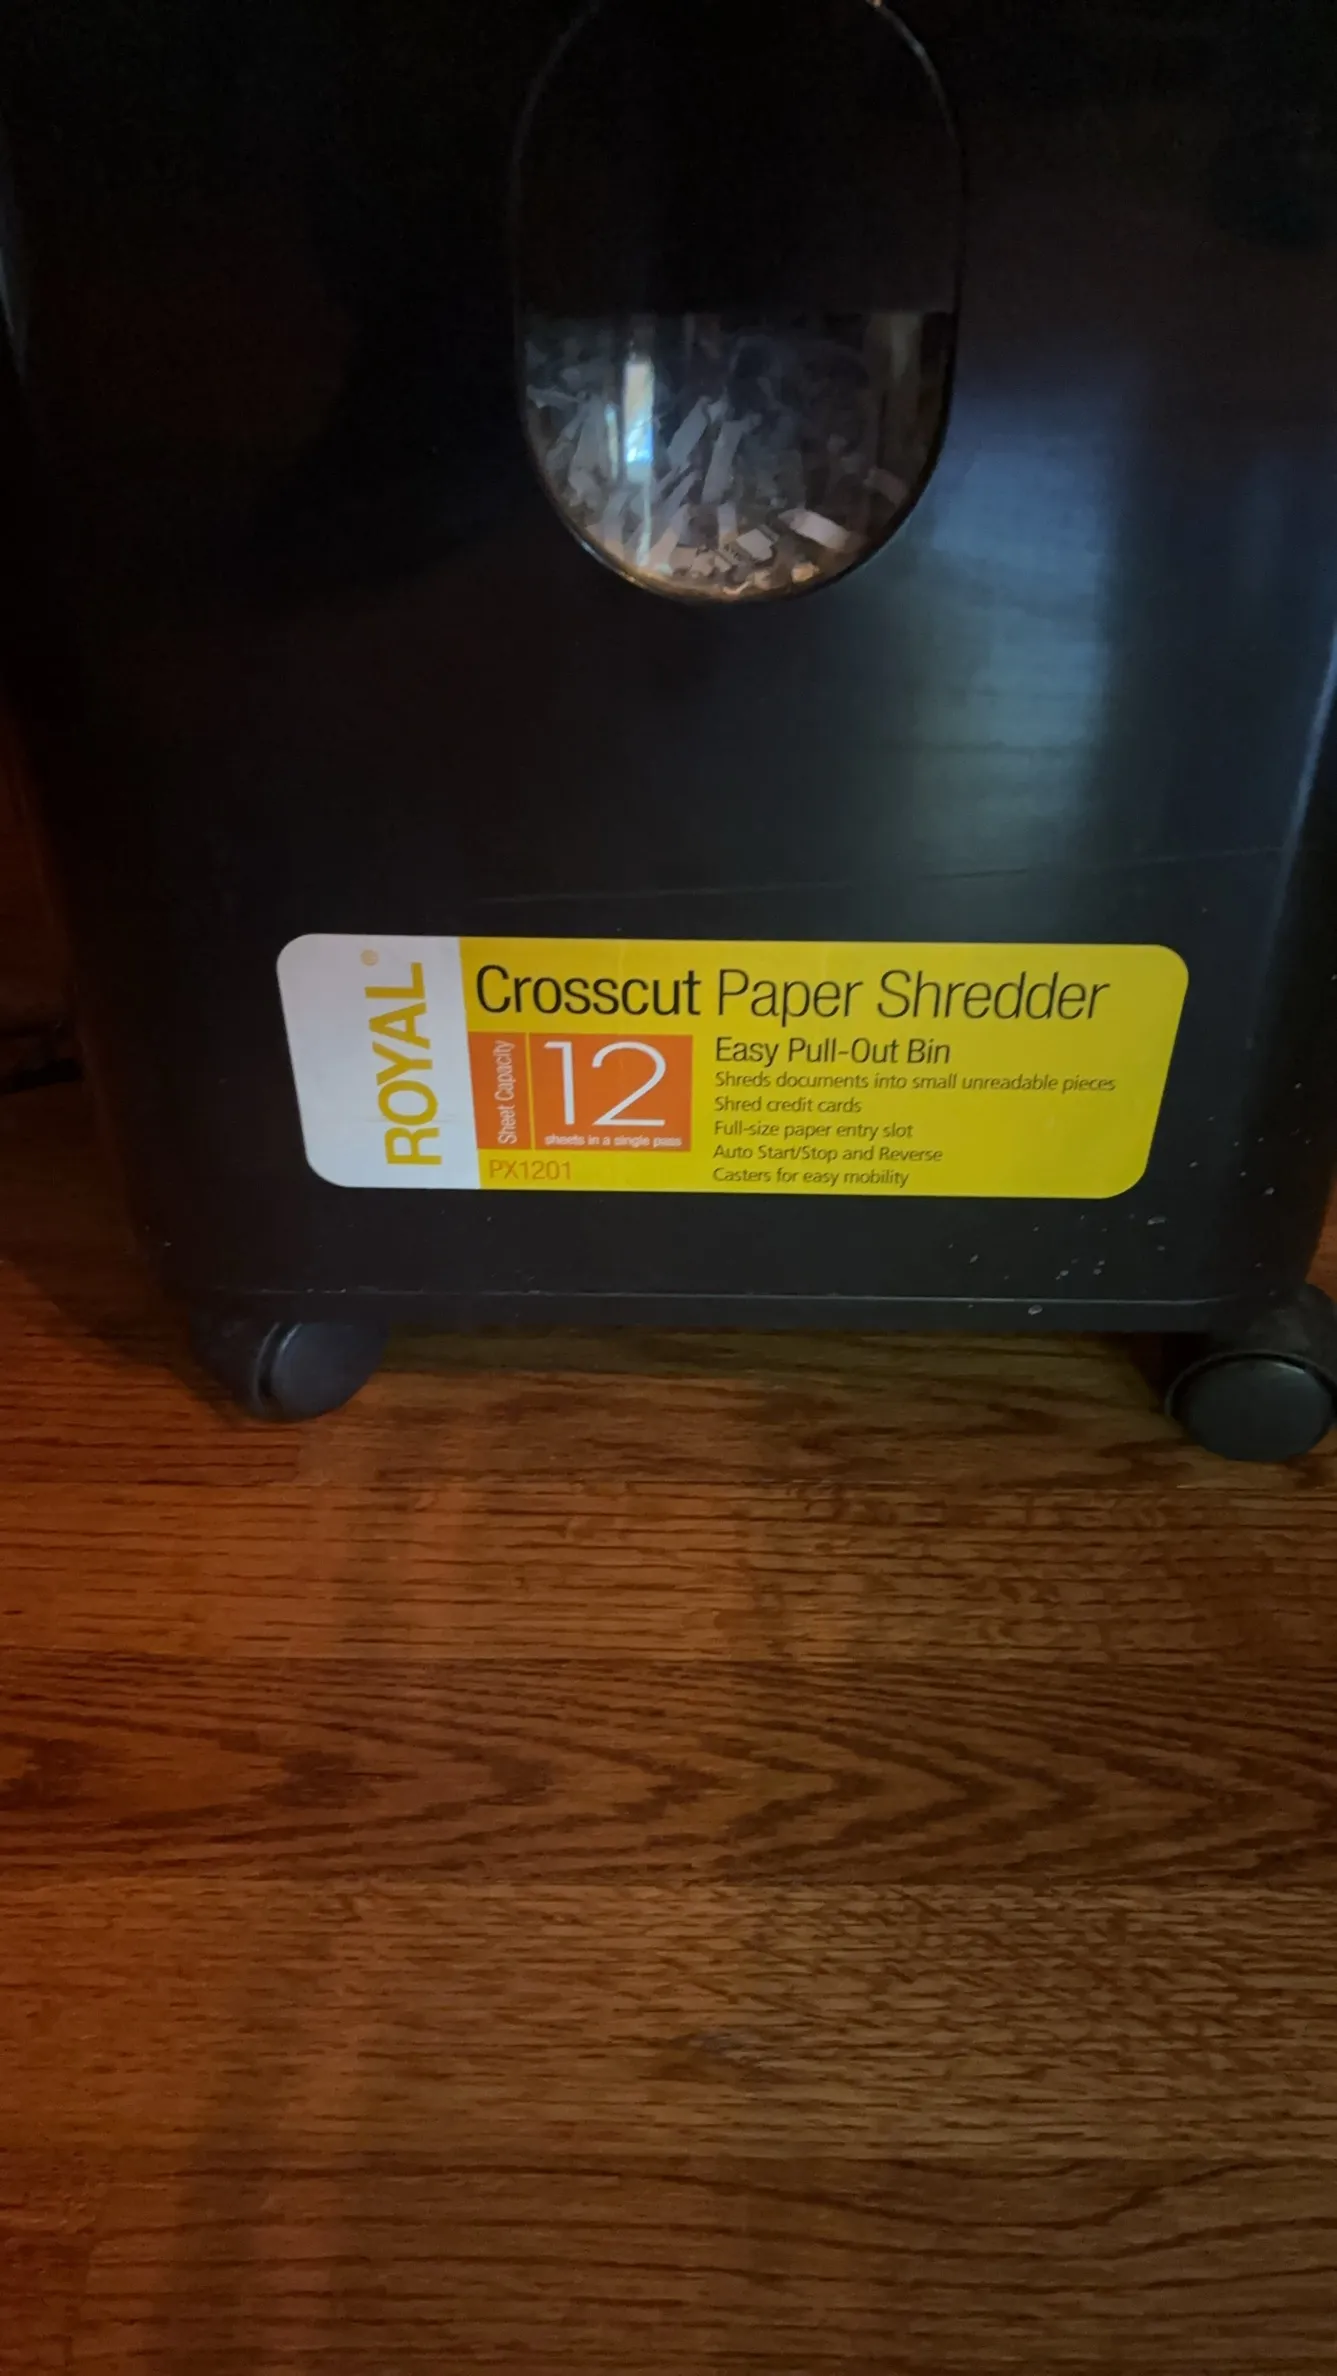 ROYAL®
Crosscut Paper Shredder
Sheet Capacity
12
sheets in a single pass
PX1201
Easy Pull-Out Bin
Shreds documents into small unreadable pieces
Shred credit cards
Full-size paper entry slot
Auto Start/Stop and Reverse
Casters for easy mobility